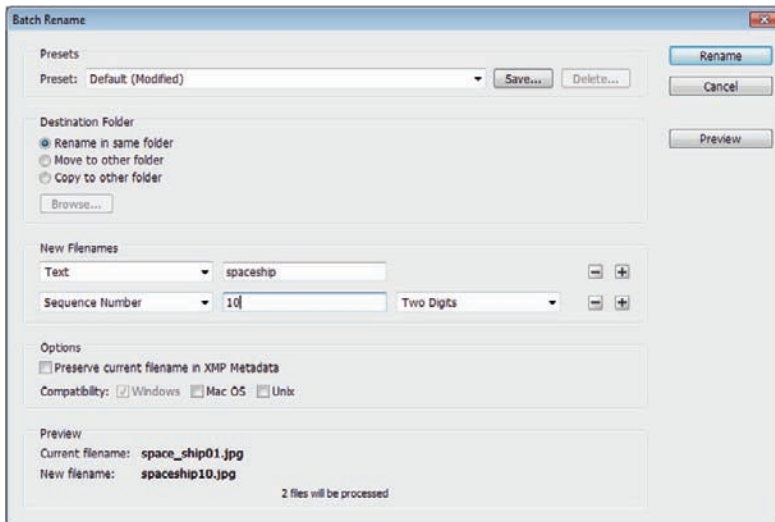 Batch Rename
Presets
Preset: Default (Modified) Save... Delete...
Rename
Cancel
Preview
Destination Folder
Rename in same folder
Move to other folder
Copy to other folder
Browse...
New Filenames
Text spaceship
Sequence Number 10 Two Digits
Options
Preserve current filename in XMP Metadata
Compatibility: Windows Mac OS Unix
Preview
Current filename: space_ship01.jpg
New filename: spaceship10.jpg
2 files will be processed